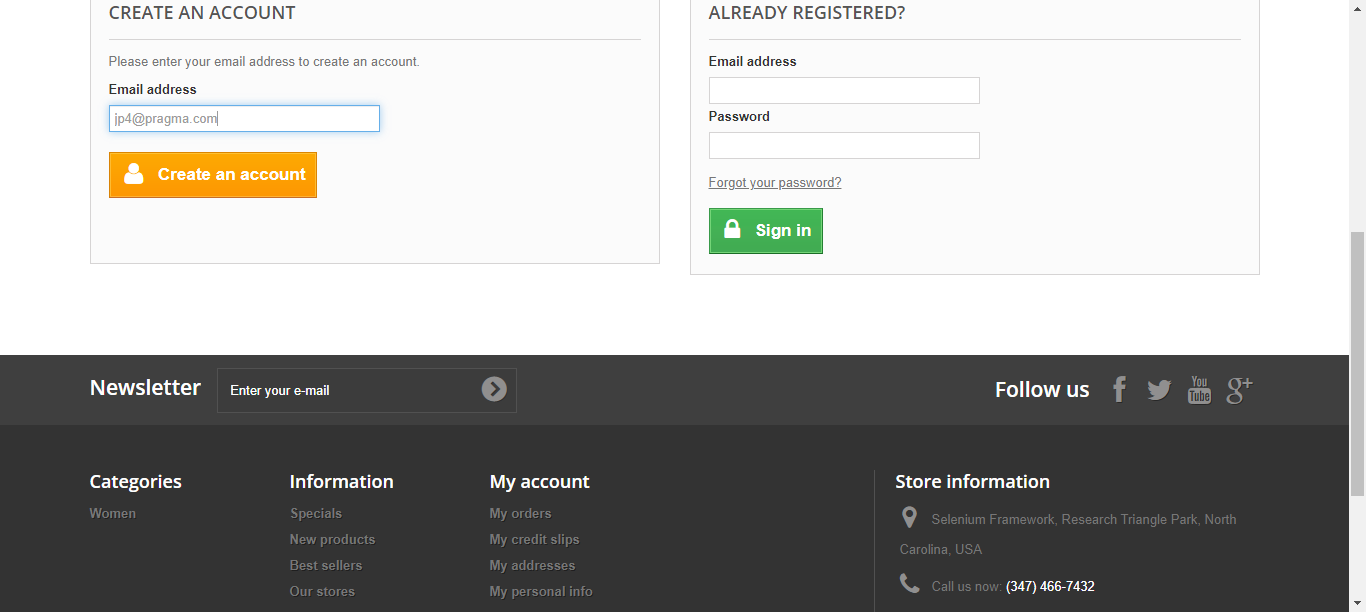 CREATE AN ACCOUNT
Please enter your email address to create an account.
Email address
jp4@pragma.com
Create an account
ALREADY REGISTERED?
Email address
Password
Forgot your password?
Sign in
Newsletter
Enter your e-mail
Follow us
You
Tube
g+
Categories
Women
Information
Specials
New products
Best sellers
Our stores
My account
My orders
My credit slips
My addresses
My personal info
Store information
Selenium Framework, Research Triangle Park, North
Carolina, USA
Call us now: (347) 466-7432